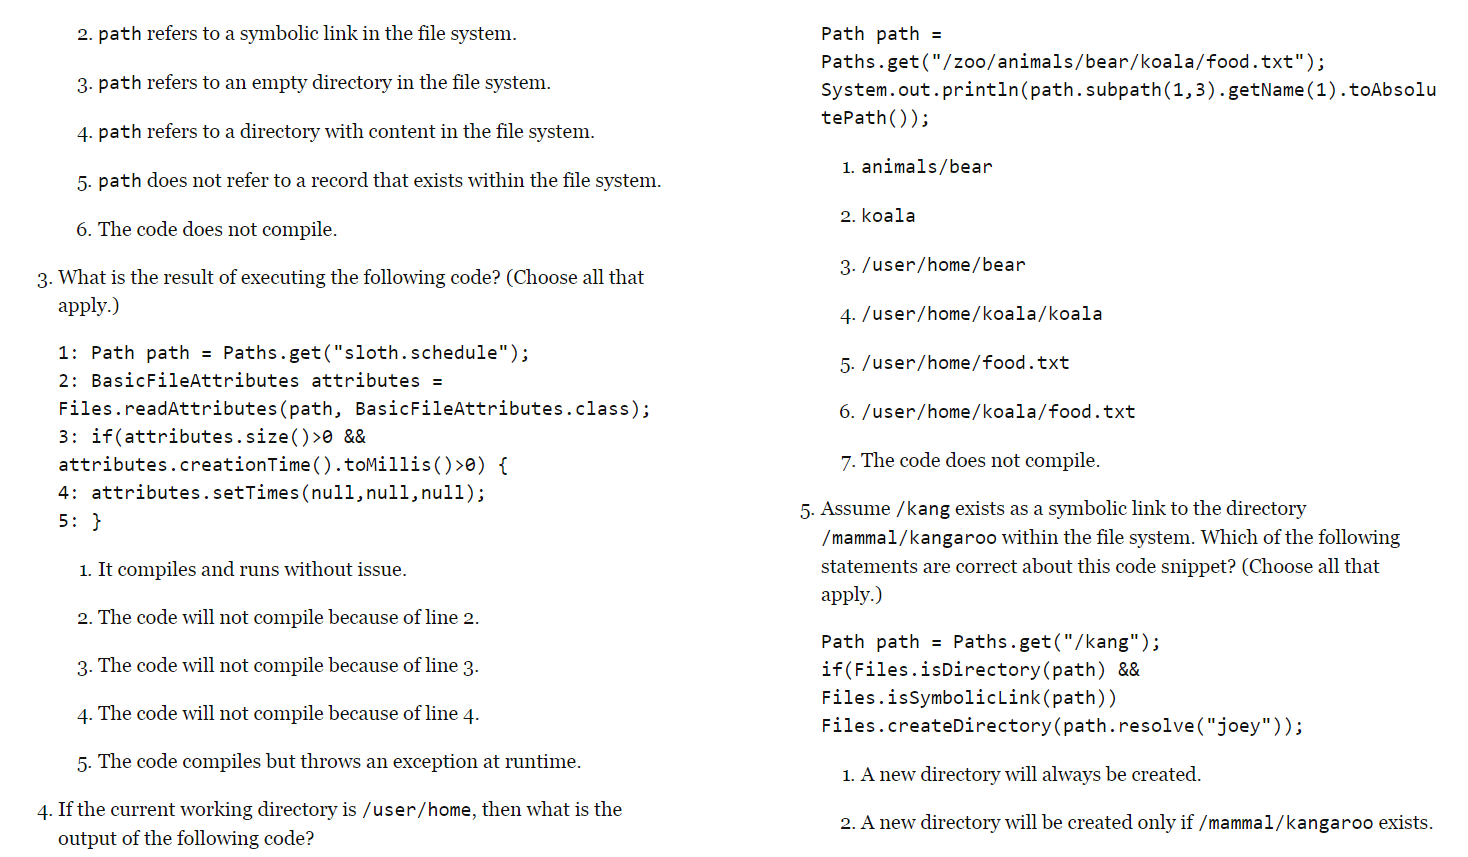 2. path refers to a symbolic link in the file system.
3. path refers to an empty directory in the file system.
4. path refers to a directory with content in the file system.
5. path does not refer to a record that exists within the file system.
6. The code does not compile.
3. What is the result of executing the following code? (Choose all that
apply.)
1: Path path = Paths.get("sloth.schedule");
2: BasicFileAttributes attributes =
Files.readAttributes(path, BasicFileAttributes.class);
3: if(attributes.size()>0 &&
attributes.creationTime().toMillis()>0) {
4: attributes.setTimes(null,null,null);
5: }
1. It compiles and runs without issue.
2. The code will not compile because of line 2.
3. The code will not compile because of line 3.
4. The code will not compile because of line 4.
5. The code compiles but throws an exception at runtime.
4. If the current working directory is /user/home, then what is the
output of the following code?
Path path =
Paths.get("/zoo/animals/bear/koala/food.txt");
System.out.println(path.subpath(1,3).getName(1).toAbsolu
tePath());
1. animals/bear
2. koala
3. /user/home/bear
4. /user/home/koala/koala
5. /user/home/food.txt
6. /user/home/koala/food.txt
7. The code does not compile.
5. Assume /kang exists as a symbolic link to the directory
/mammal/kangaroo within the file system. Which of the following
statements are correct about this code snippet? (Choose all that
apply.)
Path path = Paths.get("/kang");
if(Files.isDirectory(path) &&
Files.isSymbolicLink(path))
Files.createDirectory(path.resolve("joey"));
1. A new directory will always be created.
2. A new directory will be created only if /mammal/kangaroo exists.